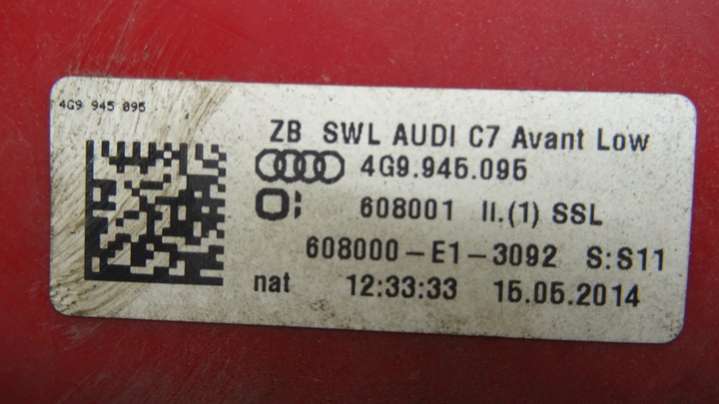 4G9 945 095
ZB SWL AUDI C7 Avant Low
4G9.945.095
608001 II.(1) SSL
608000-E1-3092 S:S11
nat 12:33:33 15.05.2014